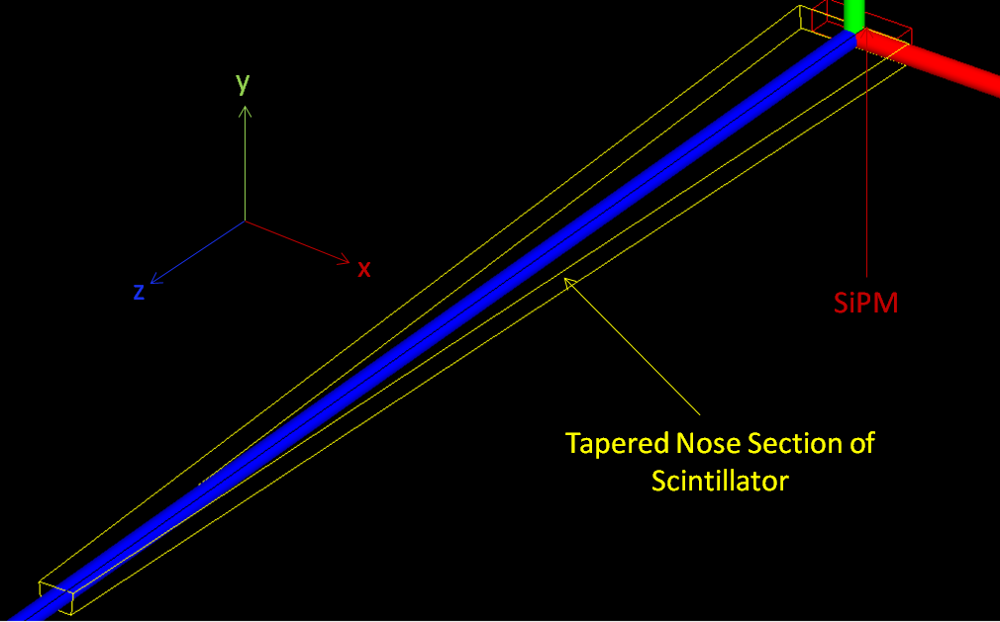 y
x
z
SiPM
Tapered Nose Section of
Scintillator